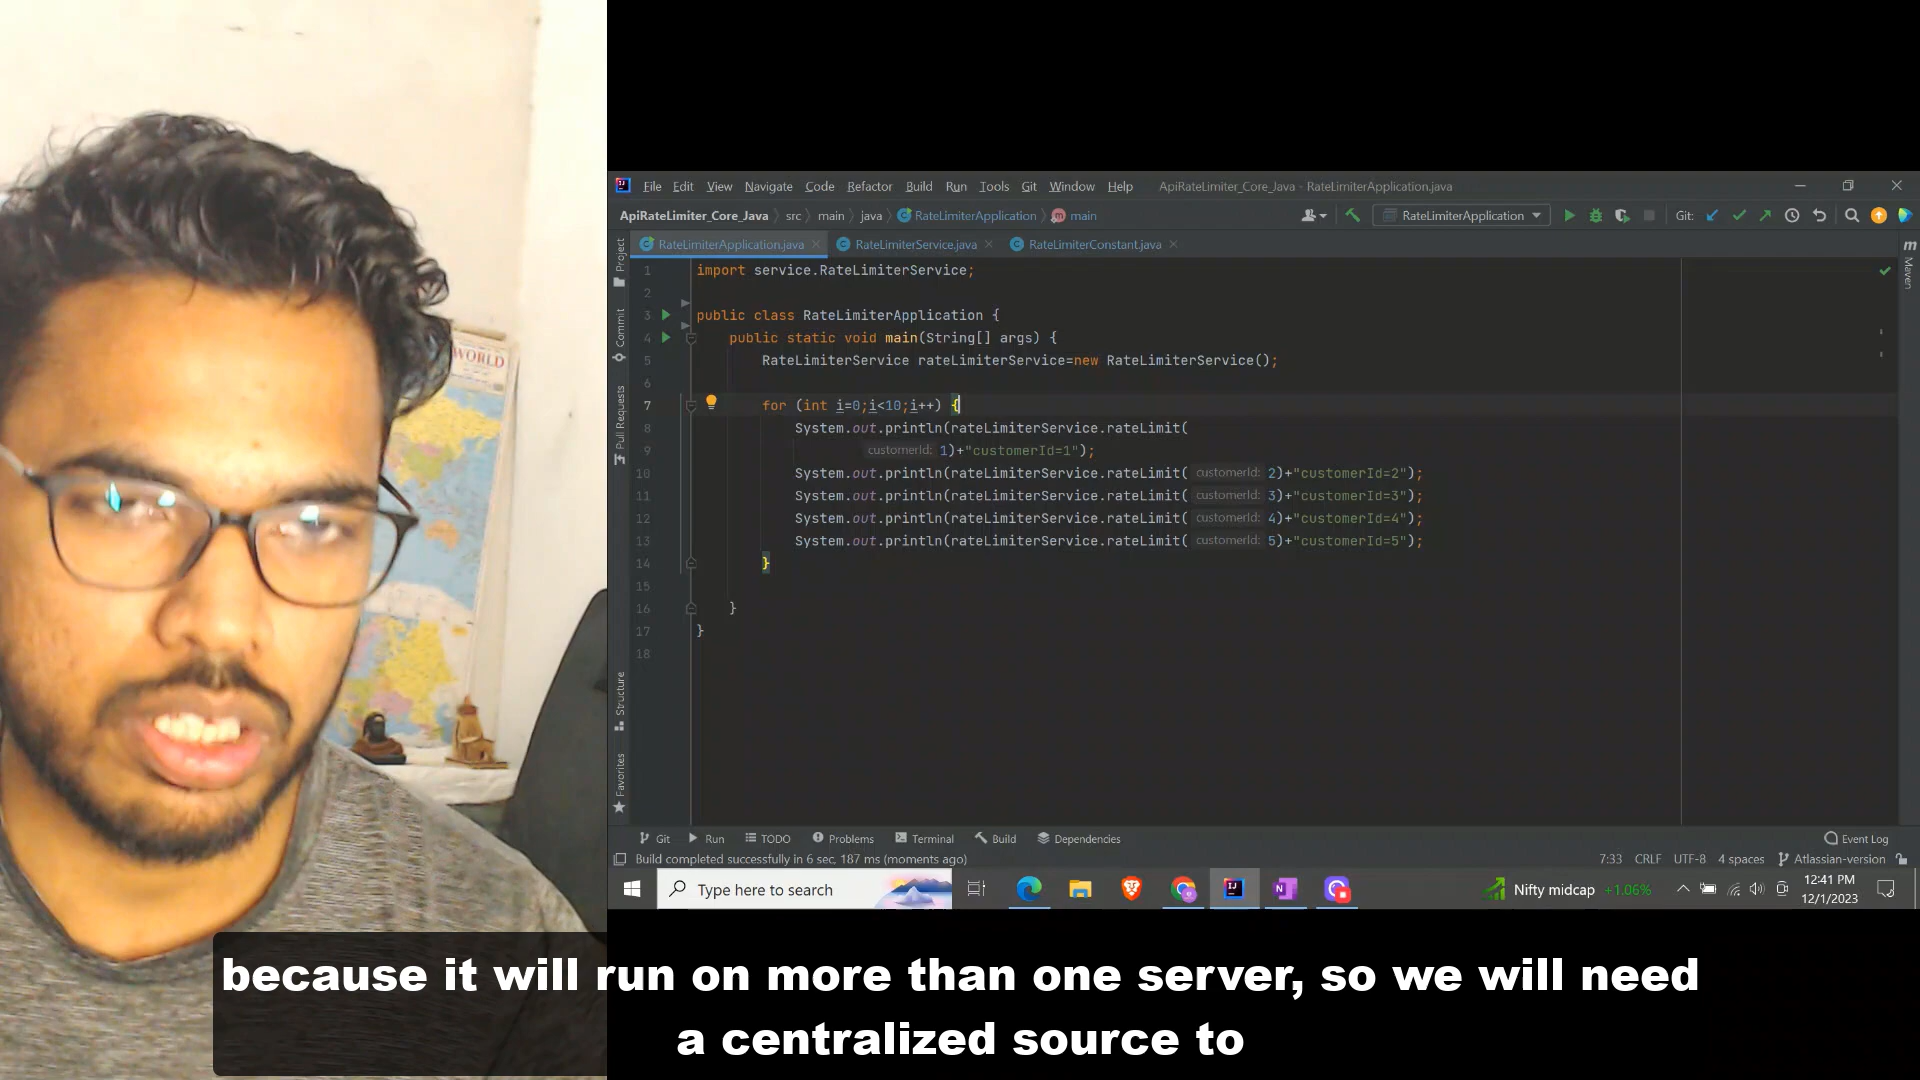 WORLD
File Edit View Navigate Code Refactor Build Run Tools Git Window Help ApiRateLimiter_Core_Java - RateLimiterApplication.java
ApiRateLimiter_Core_Java src main java RateLimiterApplication main RateLimiterApplication Git:
RateLimiterApplication.java RateLimiterService.java RateLimiterConstant.java
Project
Commit
Pull Requests
Structure
Favorites
Maven
1 import service.RateLimiterService;
2
3 public class RateLimiterApplication {
4 public static void main(String[] args) {
5 RateLimiterService rateLimiterService=new RateLimiterService();
6
7 for (int i=0;i<10;i++) {
8 System.out.println(rateLimiterService.rateLimit(
9 customerId: 1)+"customerId=1");
10 System.out.println(rateLimiterService.rateLimit( customerId: 2)+"customerId=2");
11 System.out.println(rateLimiterService.rateLimit( customerId: 3)+"customerId=3");
12 System.out.println(rateLimiterService.rateLimit( customerId: 4)+"customerId=4");
13 System.out.println(rateLimiterService.rateLimit( customerId: 5)+"customerId=5");
14 }
15
16 }
17 }
18
Git Run TODO Problems Terminal Build Dependencies Event Log
Build completed successfully in 6 sec, 187 ms (moments ago) 7:33 CRLF UTF-8 4 spaces Atlassian-version
Type here to search Nifty midcap +1.06% 12:41 PM
12/1/2023
because it will run on more than one server, so we will need
a centralized source to